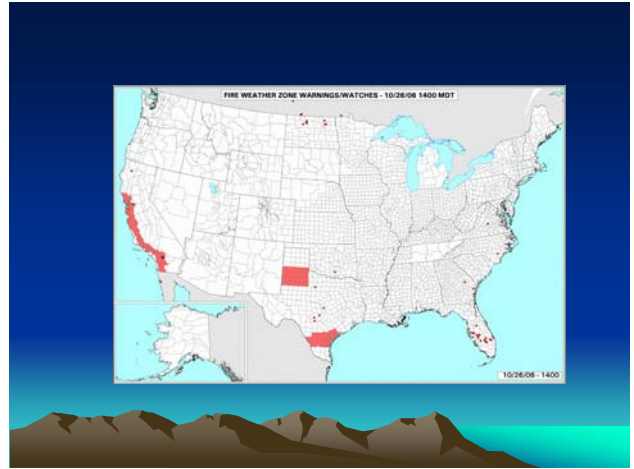 FIRE WEATHER ZONE WARNINGS/WATCHES - 10/26/06 1400 MDT
10/26/06 - 1400